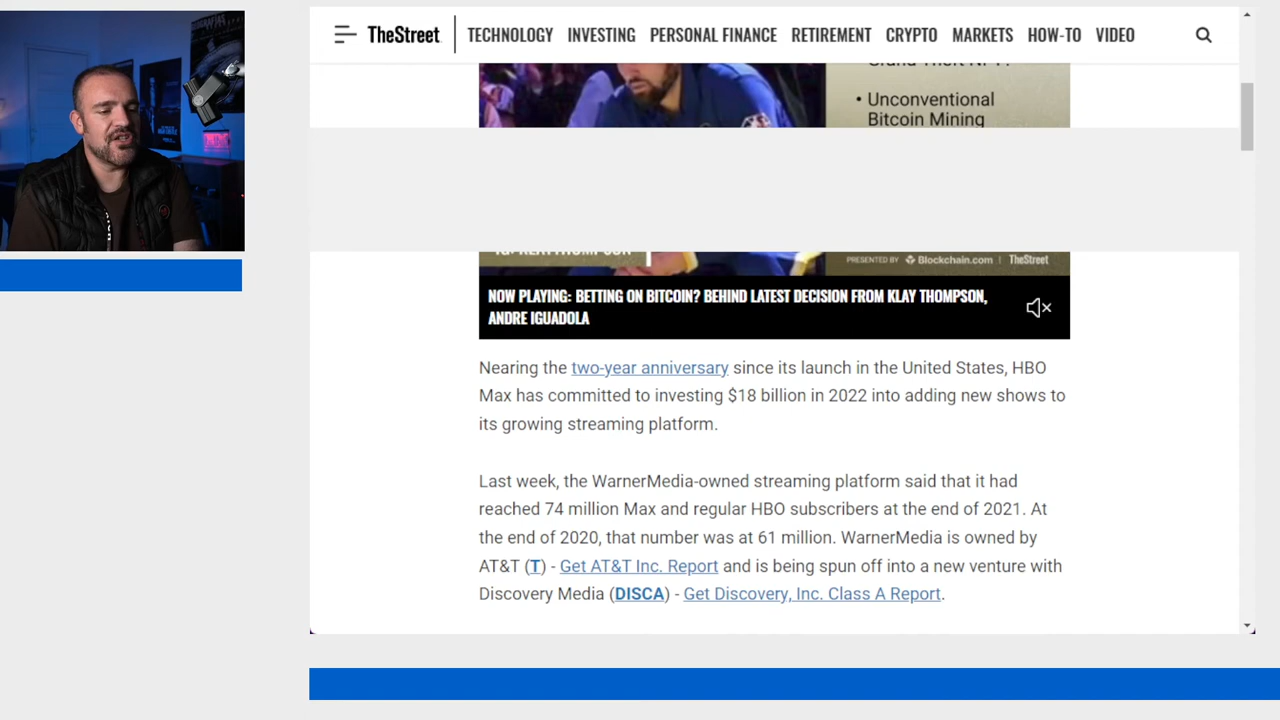 TheStreet
TECHNOLOGY INVESTING PERSONAL FINANCE RETIREMENT CRYPTO MARKETS HOW-TO VIDEO
• Unconventional
Bitcoin Mining
PRESENTED BY Blockchain.com | TheStreet
NOW PLAYING: BETTING ON BITCOIN? BEHIND LATEST DECISION FROM KLAY THOMPSON,
ANDRE IGUADOLA
Nearing the two-year anniversary since its launch in the United States, HBO
Max has committed to investing $18 billion in 2022 into adding new shows to
its growing streaming platform.
Last week, the WarnerMedia-owned streaming platform said that it had
reached 74 million Max and regular HBO subscribers at the end of 2021. At
the end of 2020, that number was at 61 million. WarnerMedia is owned by
AT&T (T) - Get AT&T Inc. Report and is being spun off into a new venture with
Discovery Media (DISCA) - Get Discovery, Inc. Class A Report.